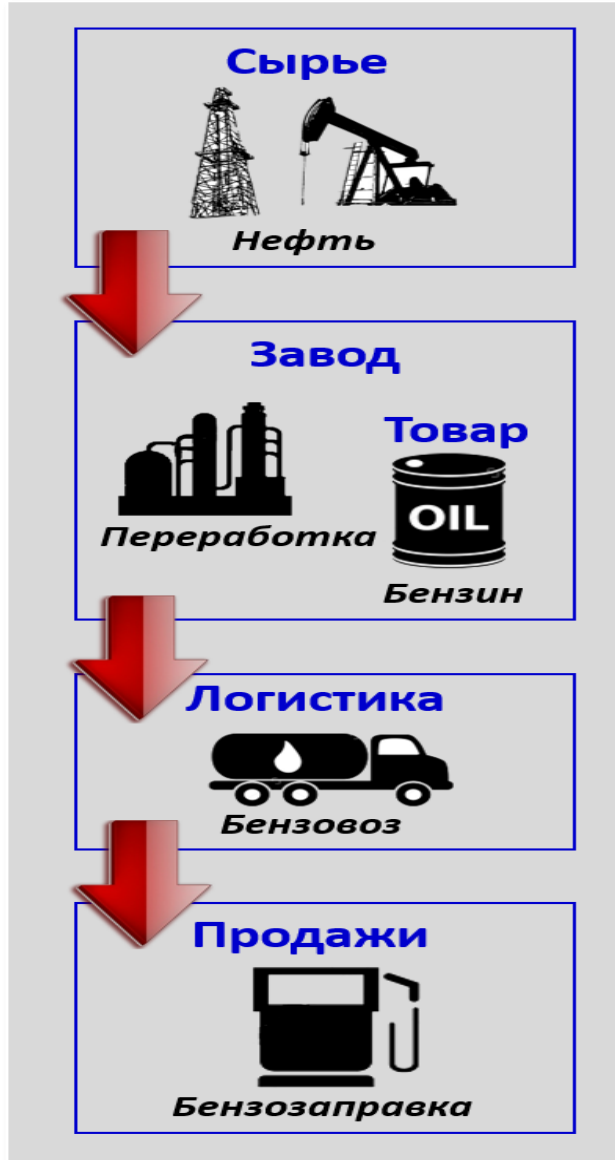 Сырье
Нефть
Завод
Товар
OIL
Переработка
Бензин
Логистика
Бензовоз
Продажи
Бензозаправка